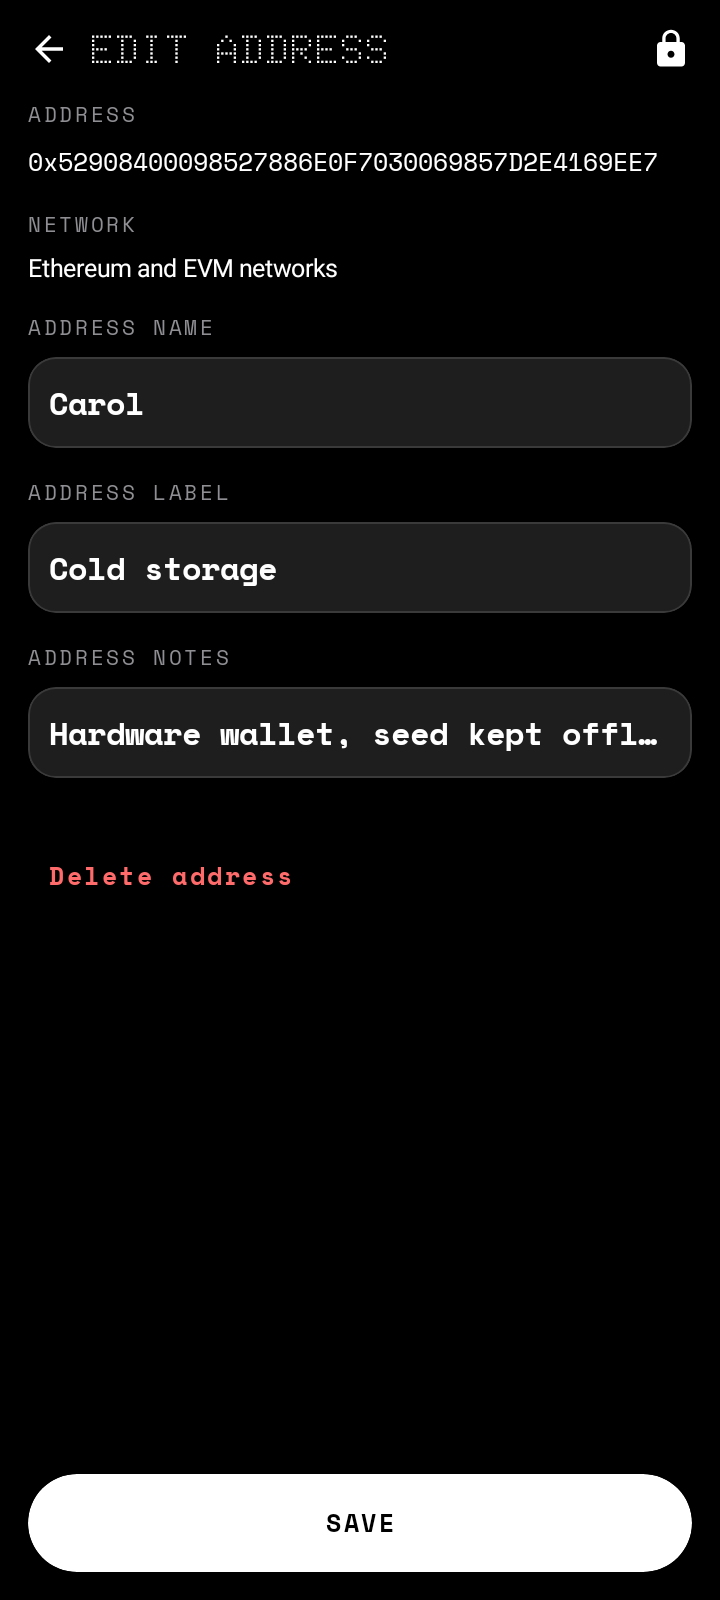 EDIT ADDRESS
ADDRESS
0x52908400098527886E0F7030069857D2E4169EE7
NETWORK
Ethereum and EVM networks
ADDRESS NAME
Carol
ADDRESS LABEL
Cold storage
ADDRESS NOTES
Hardware wallet, seed kept offl…
Delete address
SAVE